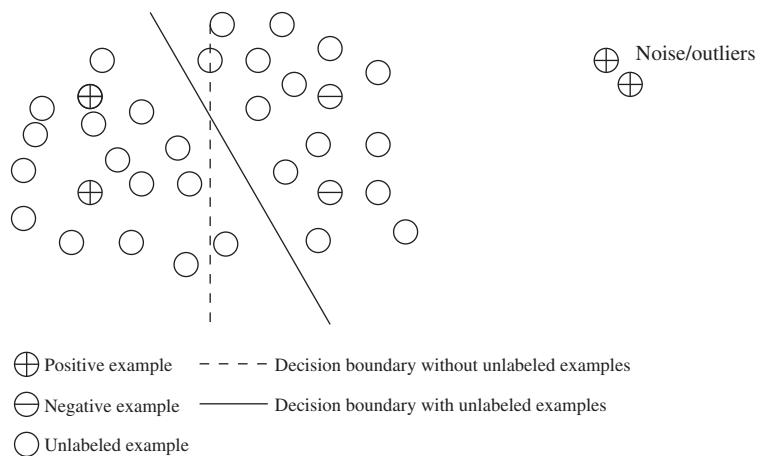 Noise/outliers
Positive example
Decision boundary without unlabeled examples
Negative example
Decision boundary with unlabeled examples
Unlabeled example